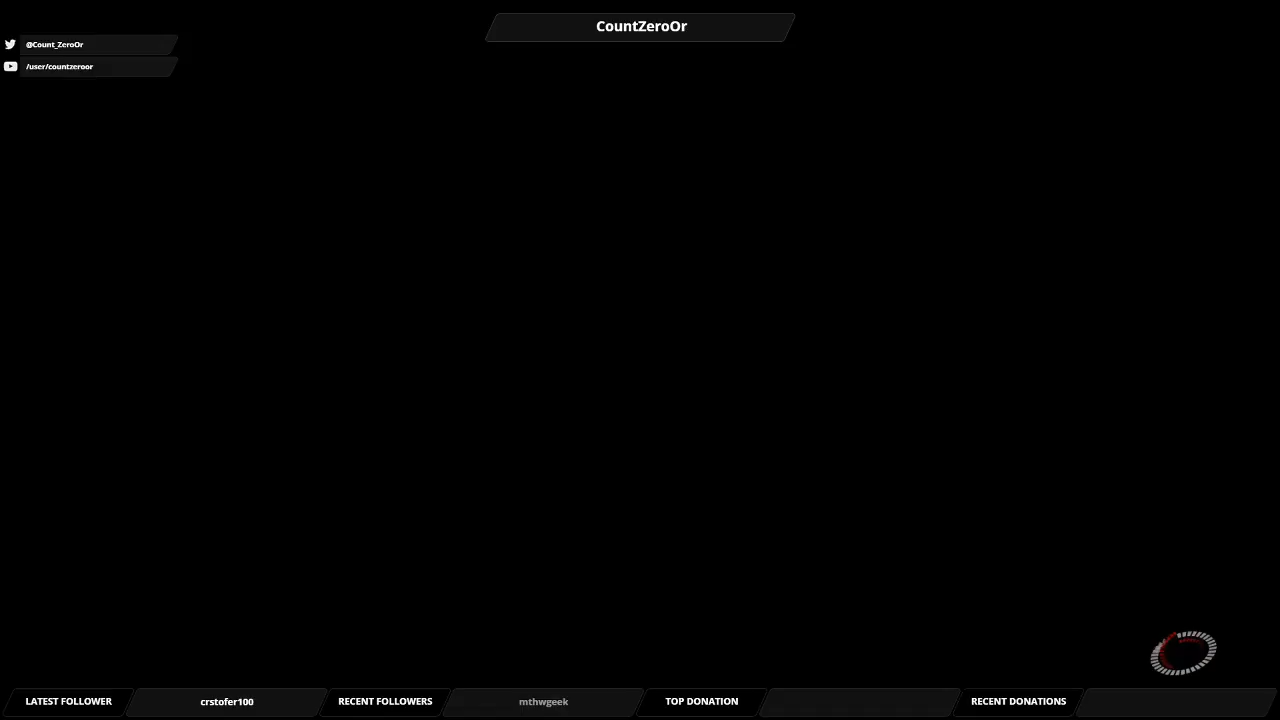 CountZeroOr
@Count_ZeroOr
/user/countzeroor
LATEST FOLLOWER
crstofer100
RECENT FOLLOWERS
mthwgeek
TOP DONATION
RECENT DONATIONS